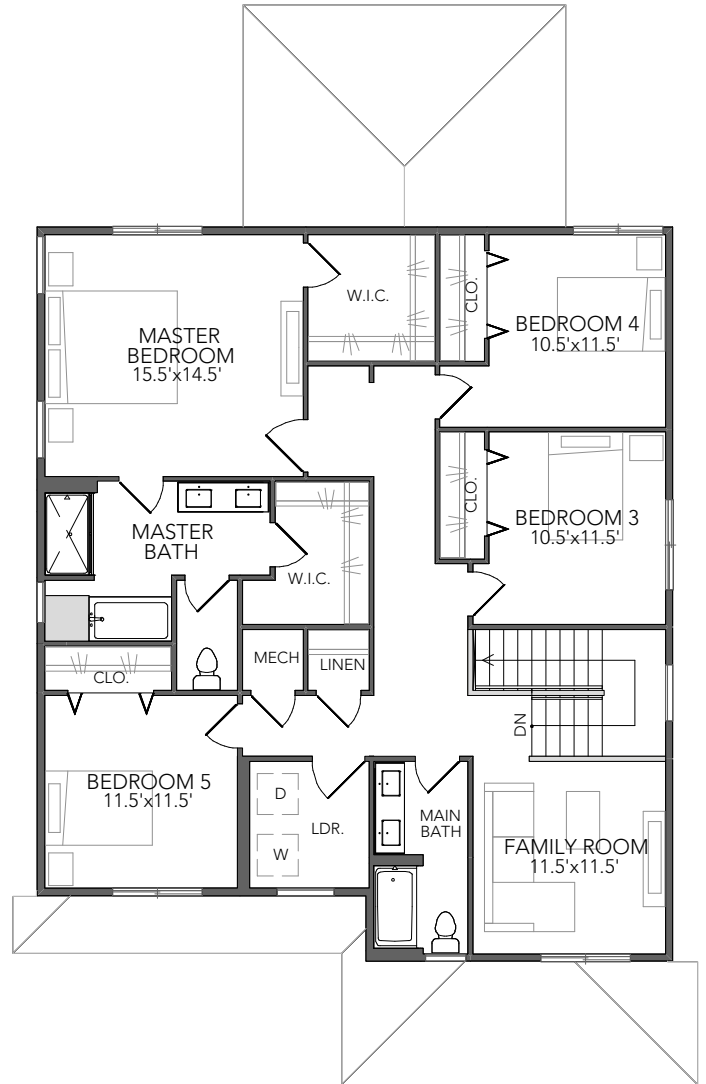 W.I.C.
CLO.
MASTER
BEDROOM
15.5'x14.5'
BEDROOM 4
10.5'x11.5'
CLO.
BEDROOM 3
10.5'x11.5'
MASTER
BATH
W.I.C.
MECH
LINEN
CLO.
DN
BEDROOM 5
11.5'x11.5'
D
W
LDR.
MAIN
BATH
FAMILY ROOM
11.5'x11.5'